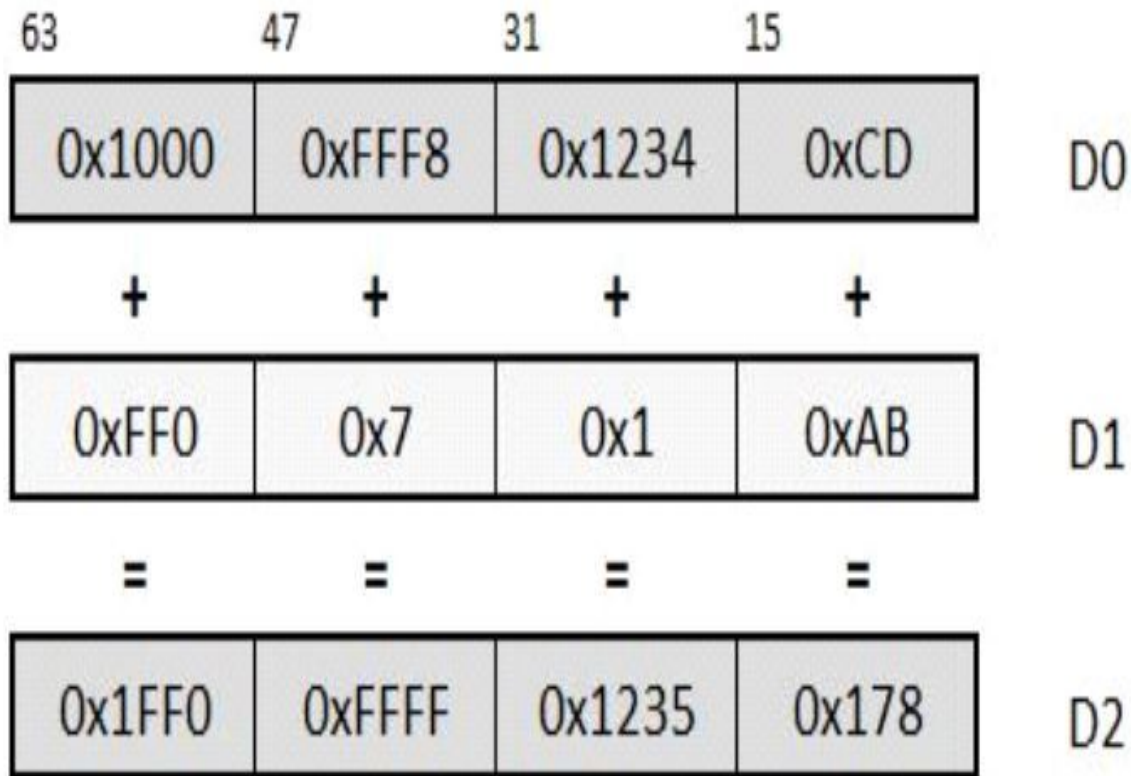 63 47 31 15
0x1000 0xFFF8 0x1234 0xCD D0
+ + + +
0xFF0 0x7 0x1 0xAB D1
= = = =
0x1FF0 0xFFFF 0x1235 0x178 D2